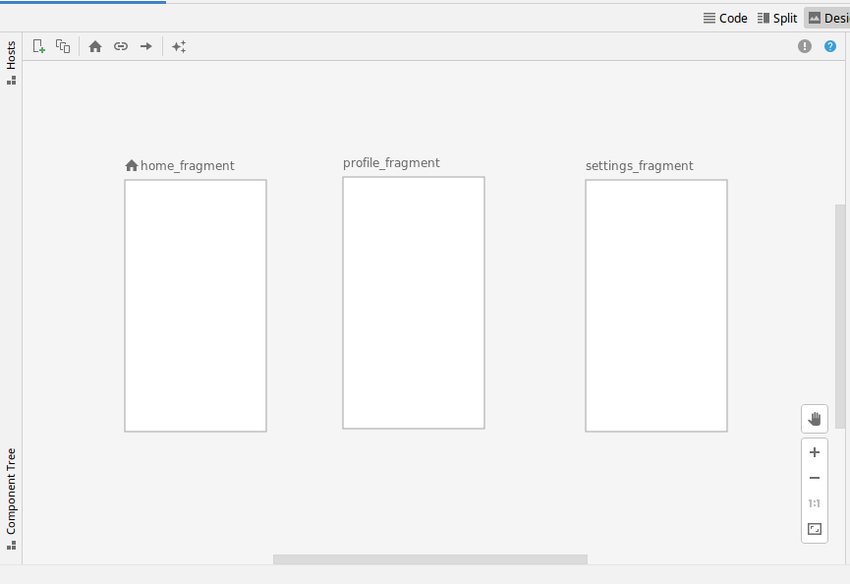 Code Split Desi
Hosts
home_fragment profile_fragment settings_fragment
Component Tree
1:1